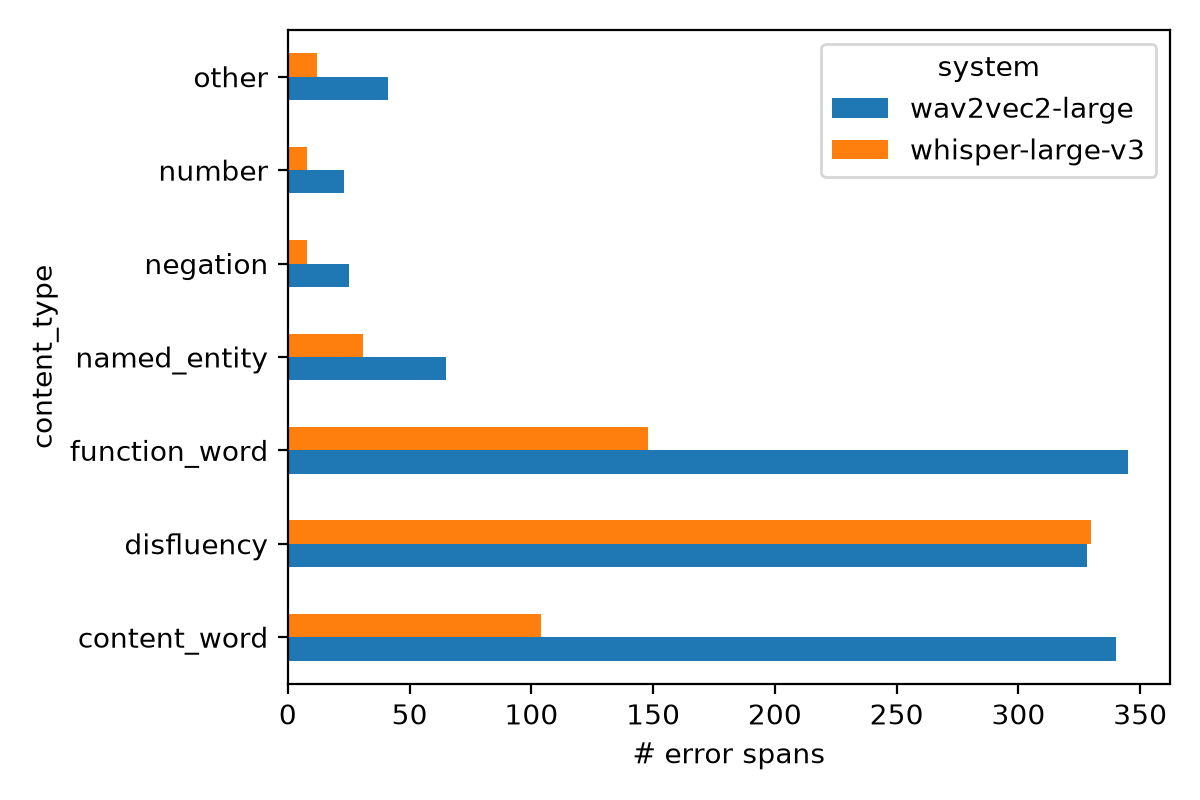 system
wav2vec2-large
whisper-large-v3
other
number
negation
named_entity
function_word
disfluency
content_word
content_type
0 50 100 150 200 250 300 350
# error spans